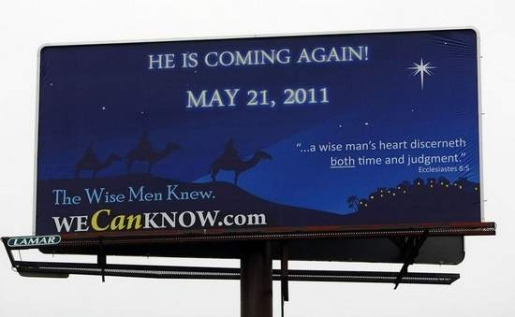 HE IS COMING AGAIN!
MAY 21, 2011
"...a wise man's heart discerneth
both time and judgment."
Ecclesiastes 8:5
The Wise Men Knew.
WECanKNOW.com
LAMAR